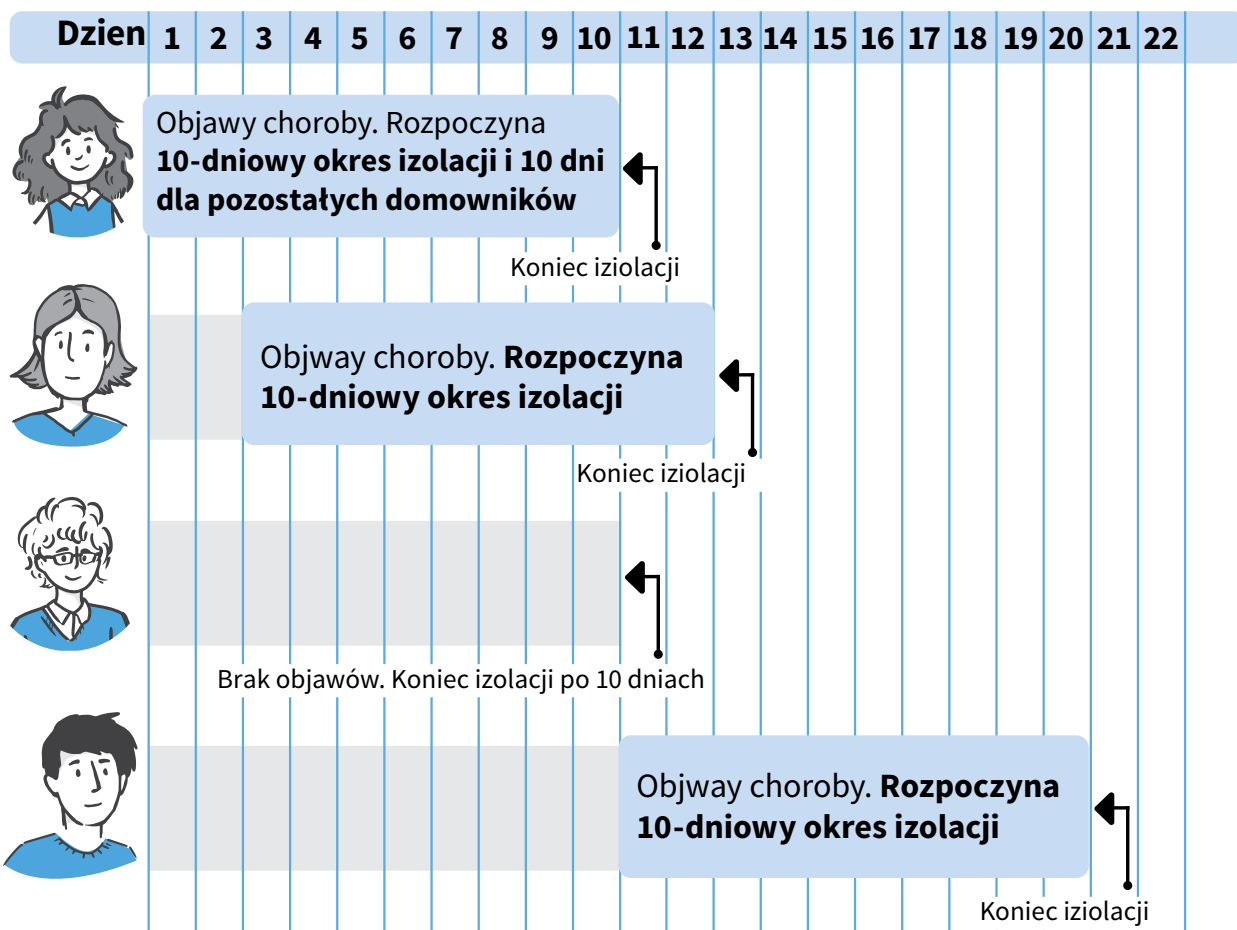 Dzien 1 2 3 4 5 6 7 8 9 10 11 12 13 14 15 16 17 18 19 20 21 22
Objawy choroby. Rozpoczyna
10-dniowy okres izolacji i 10 dni
dla pozostałych domowników
Koniec iziolacji
Objway choroby. Rozpoczyna
10-dniowy okres izolacji
Koniec iziolacji
Brak objawów. Koniec izolacji po 10 dniach
Objway choroby. Rozpoczyna
10-dniowy okres izolacji
Koniec iziolacji